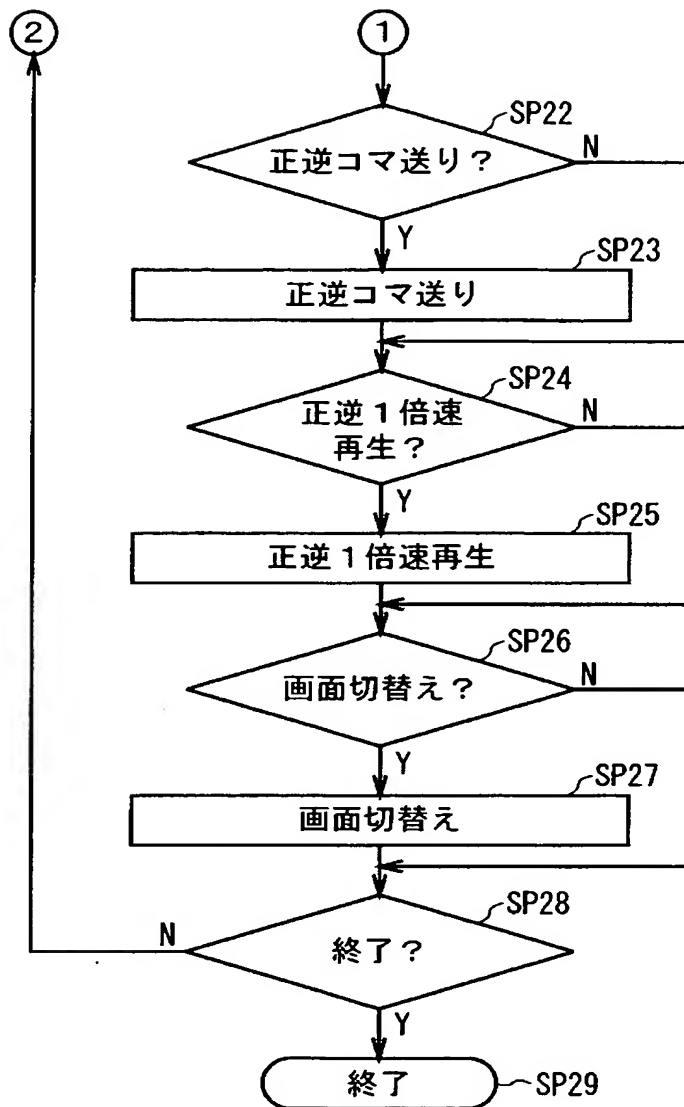 ②
①
SP22
正逆コマ送り？
N
Y
SP23
正逆コマ送り
SP24
正逆１倍速
再生？
N
Y
SP25
正逆１倍速再生
SP26
画面切替え？
N
Y
SP27
画面切替え
SP28
N
終了？
Y
終了
SP29